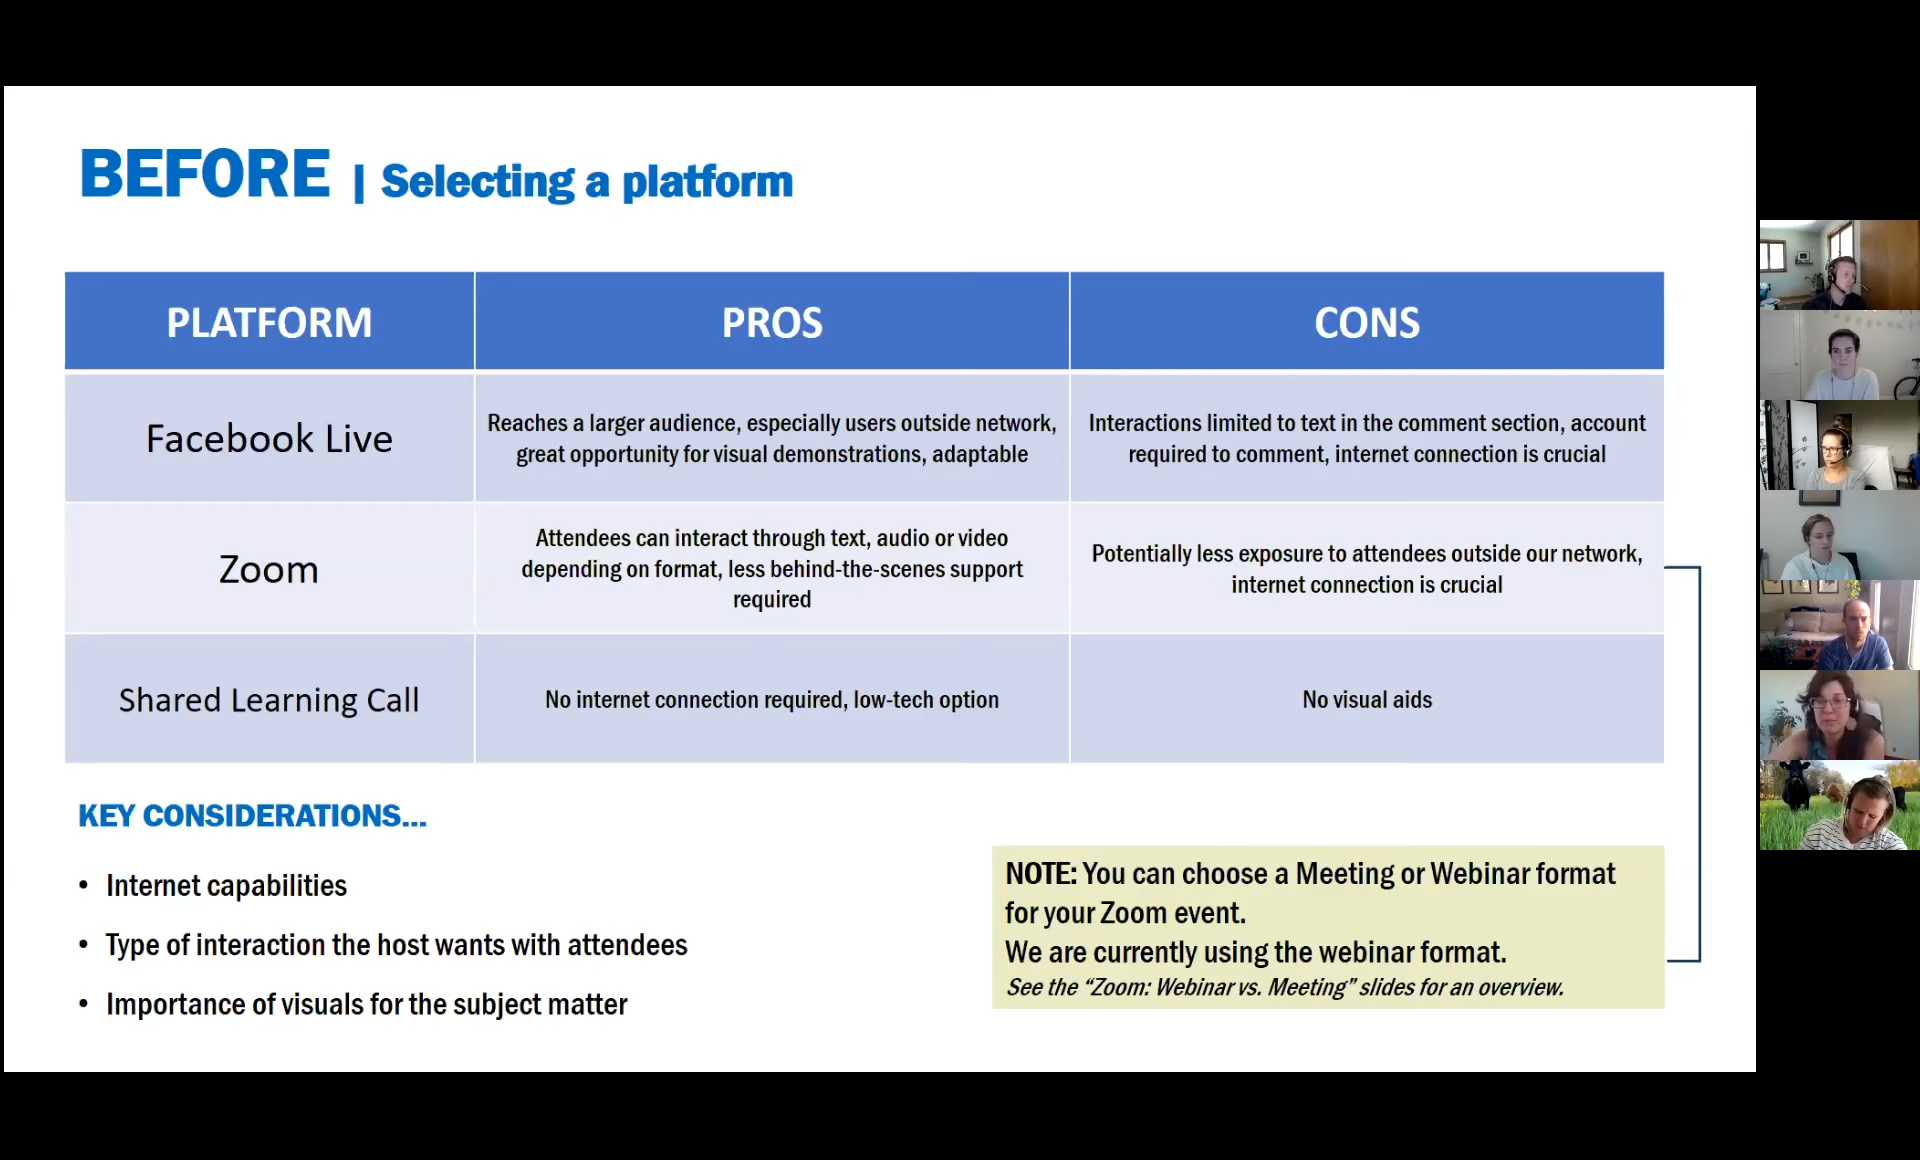 BEFORE | Selecting a platform
PLATFORM
PROS
CONS
Facebook Live
Reaches a larger audience, especially users outside network,
great opportunity for visual demonstrations, adaptable
Interactions limited to text in the comment section, account
required to comment, internet connection is crucial
Zoom
Attendees can interact through text, audio or video
depending on format, less behind-the-scenes support
required
Potentially less exposure to attendees outside our network,
internet connection is crucial
Shared Learning Call
No internet connection required, low-tech option
No visual aids
KEY CONSIDERATIONS...
• Internet capabilities
• Type of interaction the host wants with attendees
• Importance of visuals for the subject matter
NOTE: You can choose a Meeting or Webinar format
for your Zoom event.
We are currently using the webinar format.
See the “Zoom: Webinar vs. Meeting” slides for an overview.